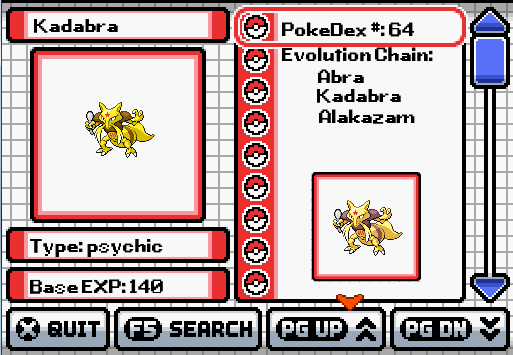 Kadabra
Type: psychic
Base EXP: 140
PokeDex #: 64
Evolution Chain:
Abra
Kadabra
Alakazam
X QUIT
F5 SEARCH
PG UP
PG DN